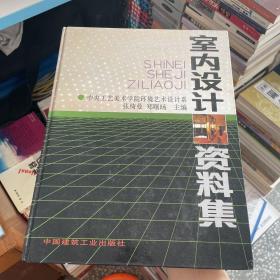 室内设计资料集
SHINEI
SHEJI
ZILIAOJI
中央工艺美术学院环境艺术设计系
张绮曼 郑曙旸 主编
中国建筑工业出版社